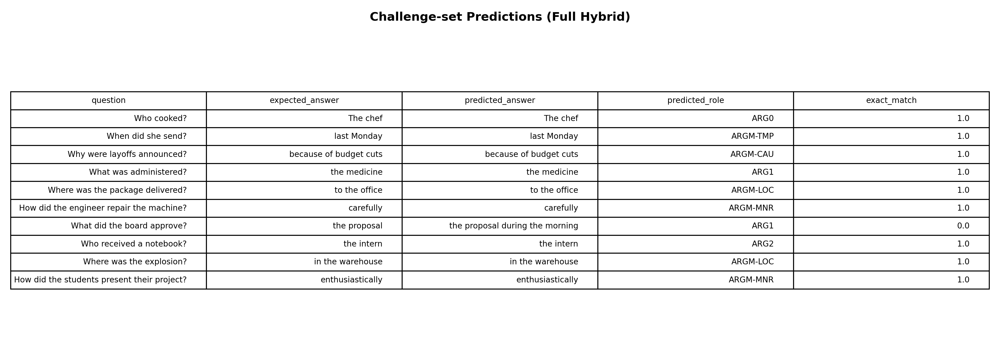 Challenge-set Predictions (Full Hybrid)
question expected_answer predicted_answer predicted_role exact_match
Who cooked? The chef The chef ARG0 1.0
When did she send? last Monday last Monday ARGM-TMP 1.0
Why were layoffs announced? because of budget cuts because of budget cuts ARGM-CAU 1.0
What was administered? the medicine the medicine ARG1 1.0
Where was the package delivered? to the office to the office ARGM-LOC 1.0
How did the engineer repair the machine? carefully carefully ARGM-MNR 1.0
What did the board approve? the proposal the proposal during the morning ARG1 0.0
Who received a notebook? the intern the intern ARG2 1.0
Where was the explosion? in the warehouse in the warehouse ARGM-LOC 1.0
How did the students present their project? enthusiastically enthusiastically ARGM-MNR 1.0